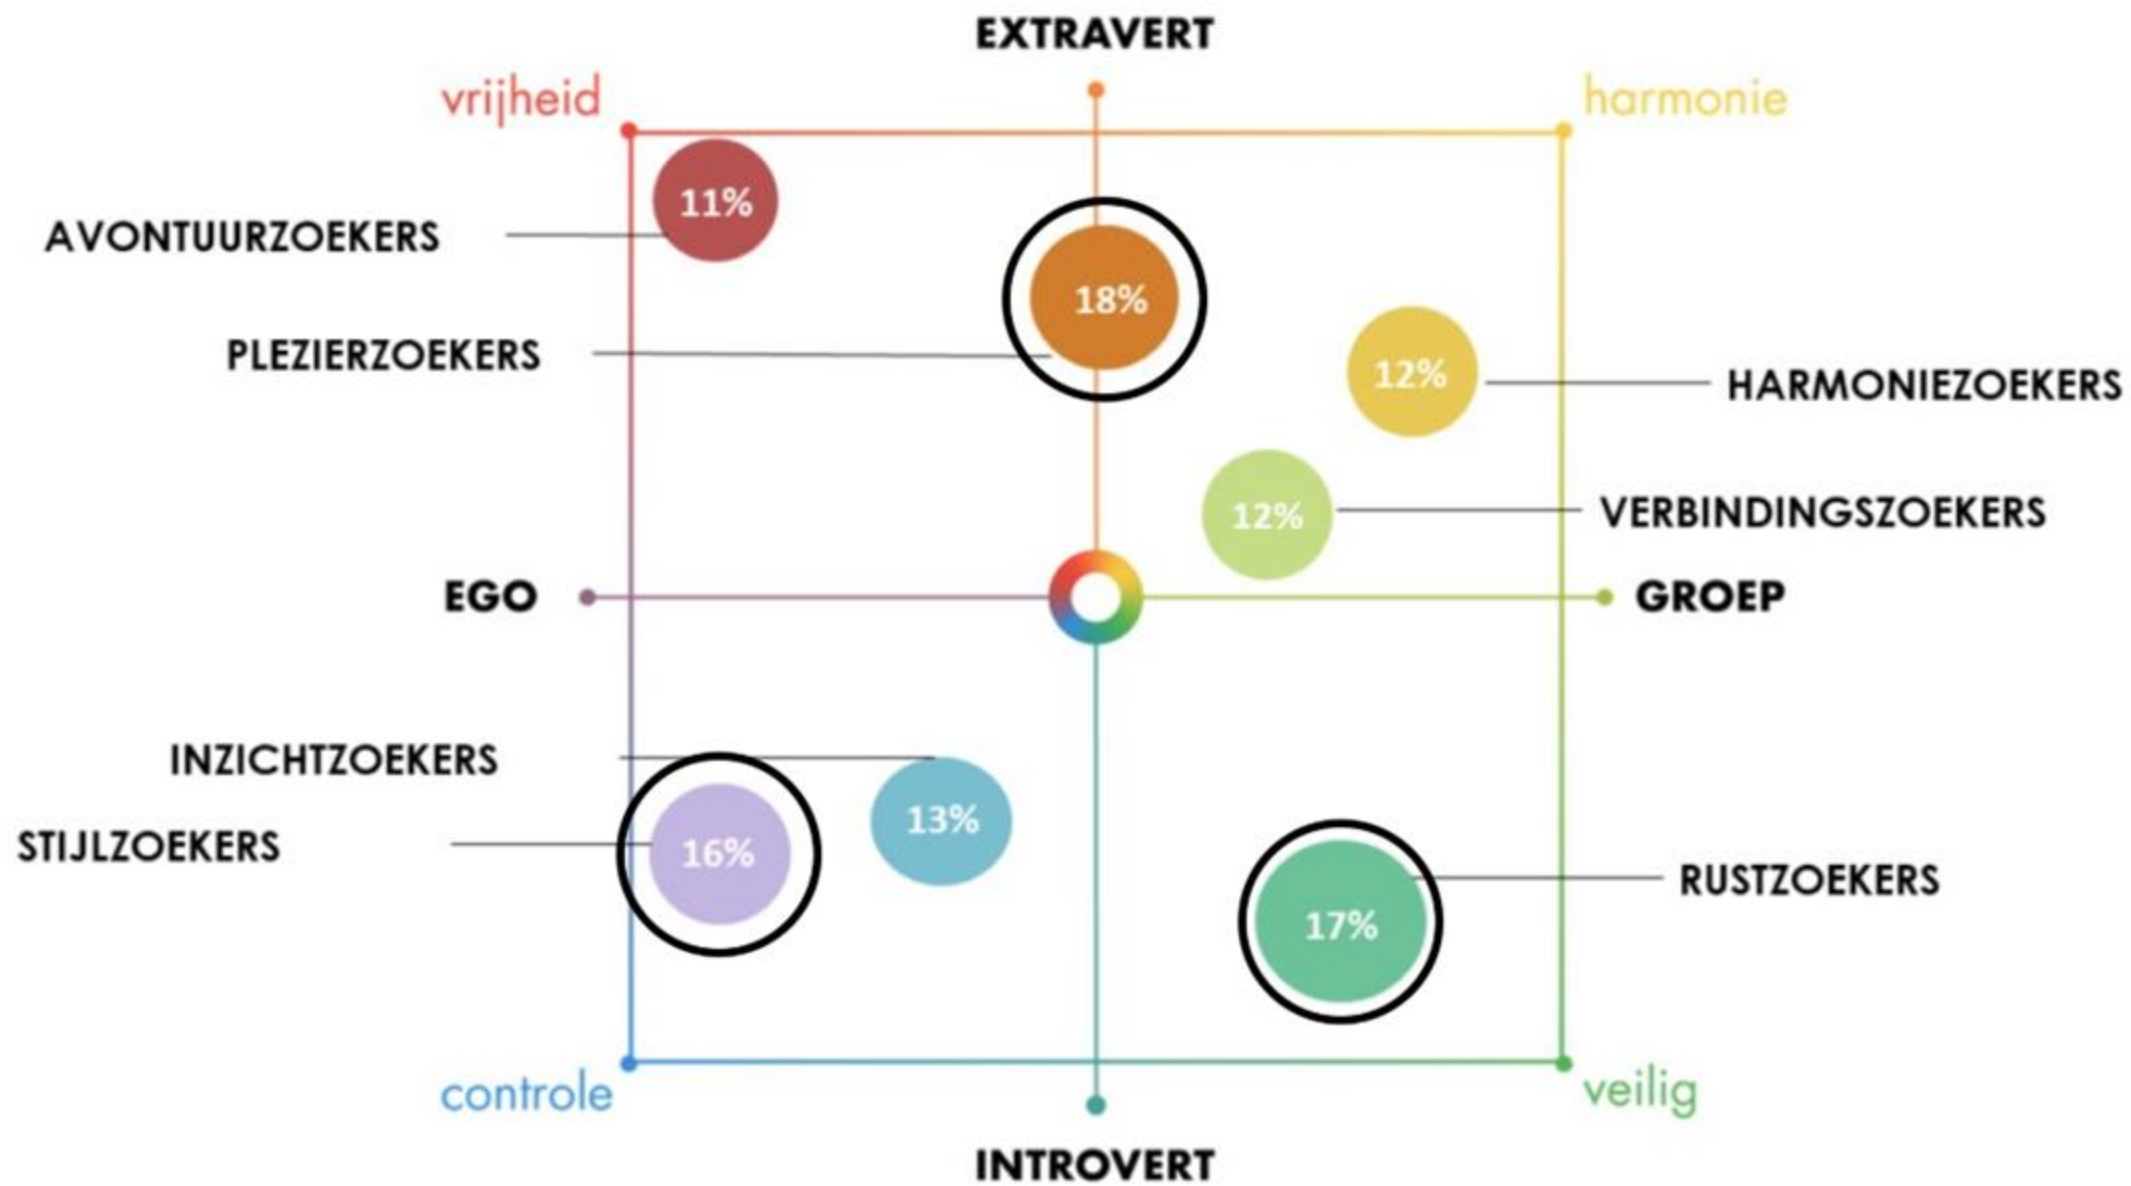 EXTRAVERT
vrijheid
harmonie
11%
AVONTUURZOEKERS
18%
PLEZIERZOEKERS
12%
HARMONIEZOEKERS
12%
VERBINDINGSZOEKERS
EGO
GROEP
INZICHTZOEKERS
13%
STIJLZOEKERS
16%
RUSTZOEKERS
17%
controle
veilig
INTROVERT